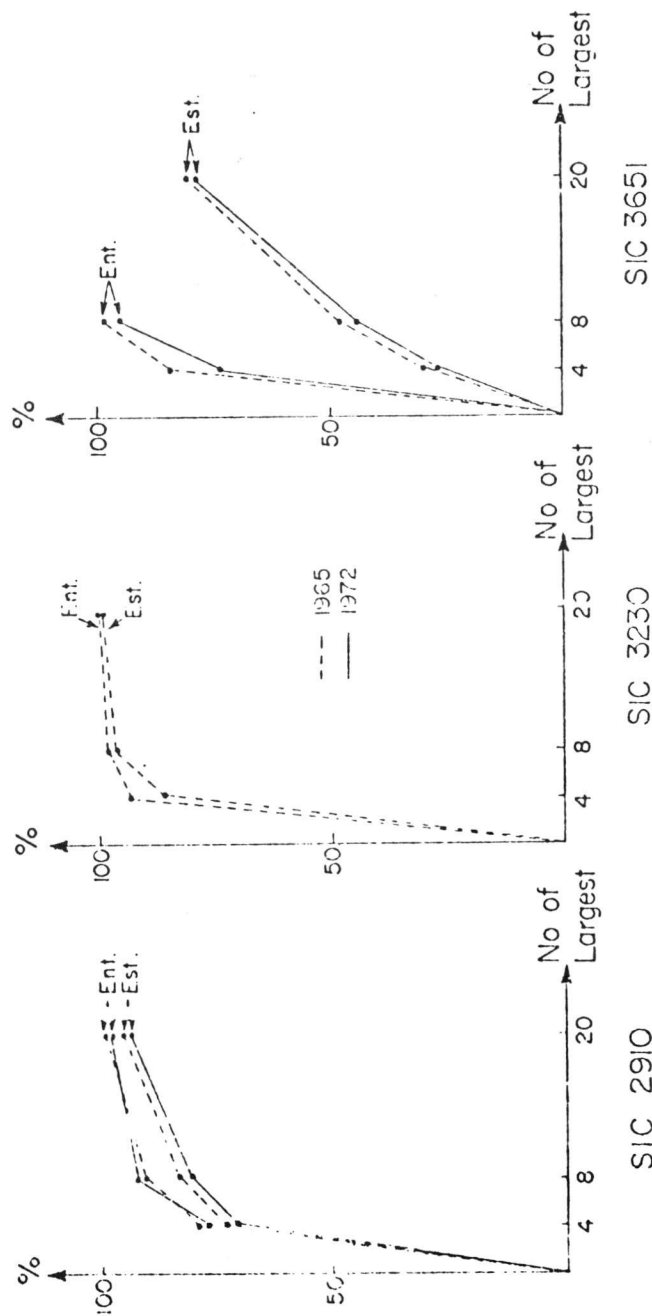 %
100
50
Ent.
Est.
4
8
20
No of
Largest
SIC 2910
%
100
50
Ent.
Est.
1965
1972
4
8
20
No of
Largest
SIC 3230
%
100
50
Ent.
Est.
4
8
20
No of
Largest
SIC 3651